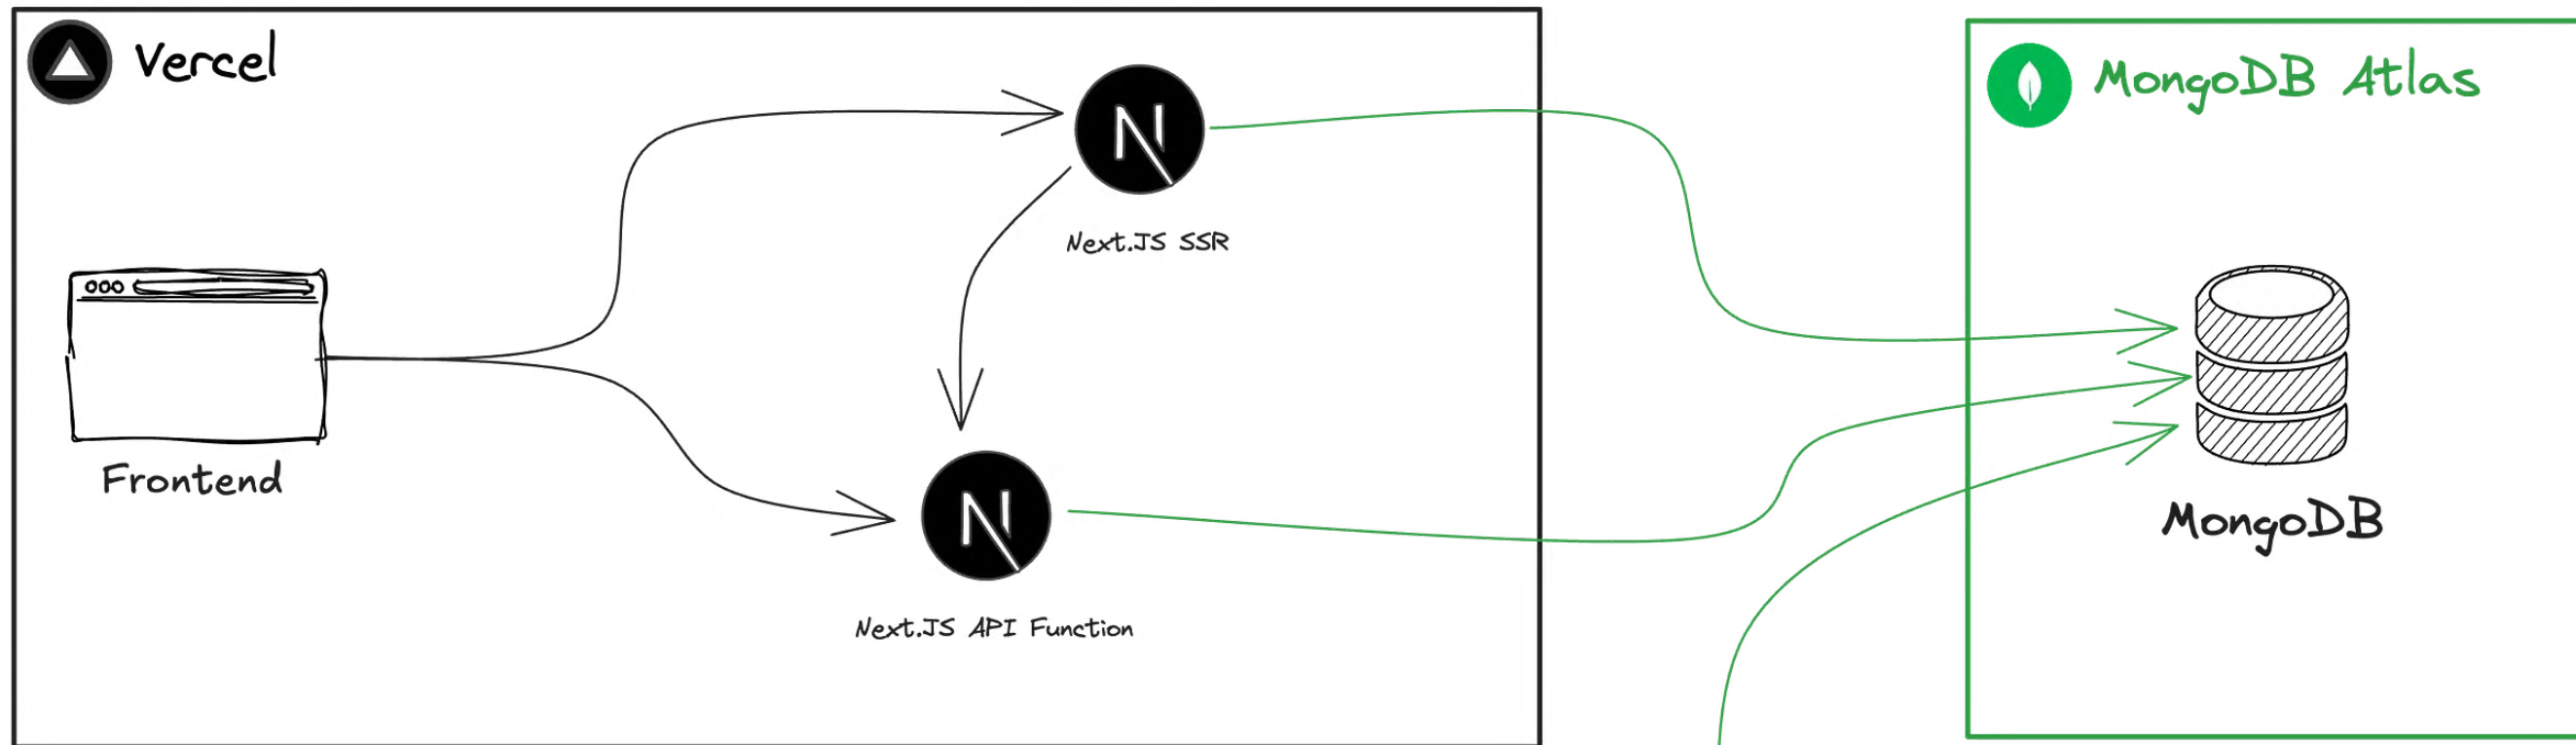 Vercel
MongoDB Atlas
Next.JS SSR
Frontend
MongoDB
Next.JS API Function